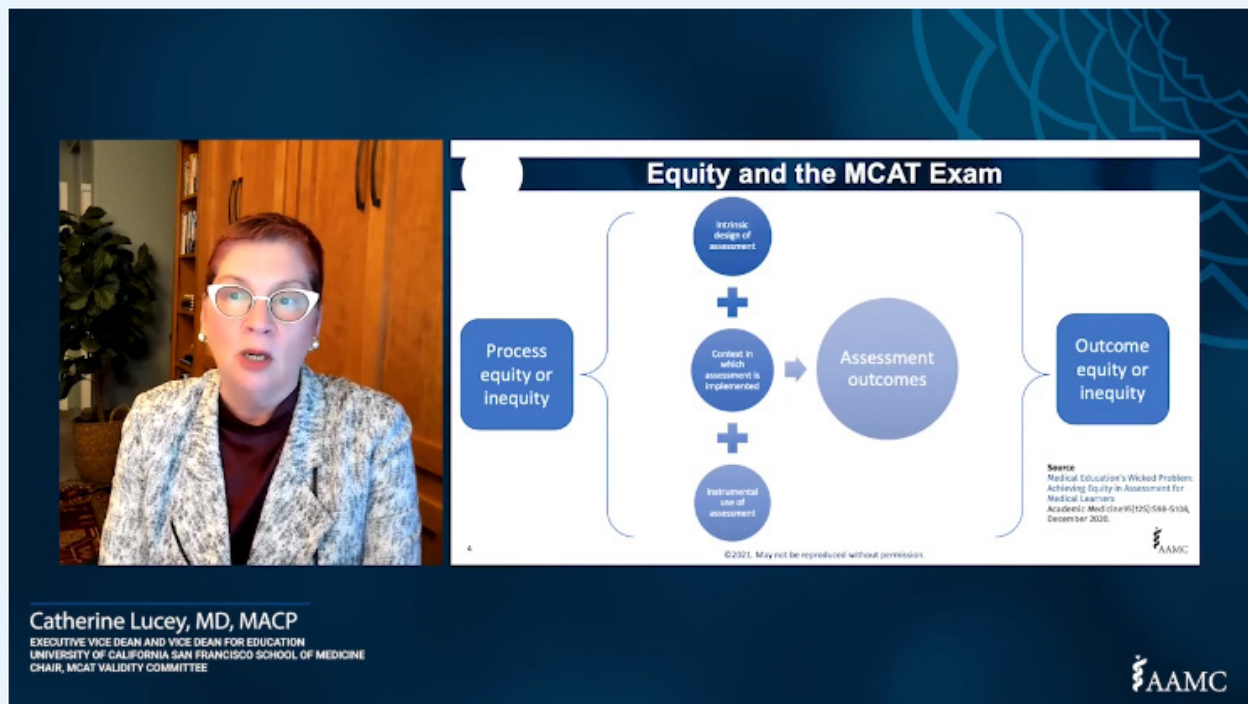 Equity and the MCAT Exam
Process
equity or
inequity
Intrinsic
design of
assessment
Context in
which
assessment is
implemented
Instrumental
use of
assessment
Assessment
outcomes
Outcome
equity or
inequity
Source
Medical Education's Wicked Problem:
Achieving Equity in Assessment for
Medical Learners
Academic Medicine
December 2020.
4
©2021. May not be reproduced without permission.
AAMC
Catherine Lucey, MD, MACP
EXECUTIVE VICE DEAN AND VICE DEAN FOR EDUCATION
UNIVERSITY OF CALIFORNIA SAN FRANCISCO SCHOOL OF MEDICINE
CHAIR, MCAT VALIDITY COMMITTEE
AAMC